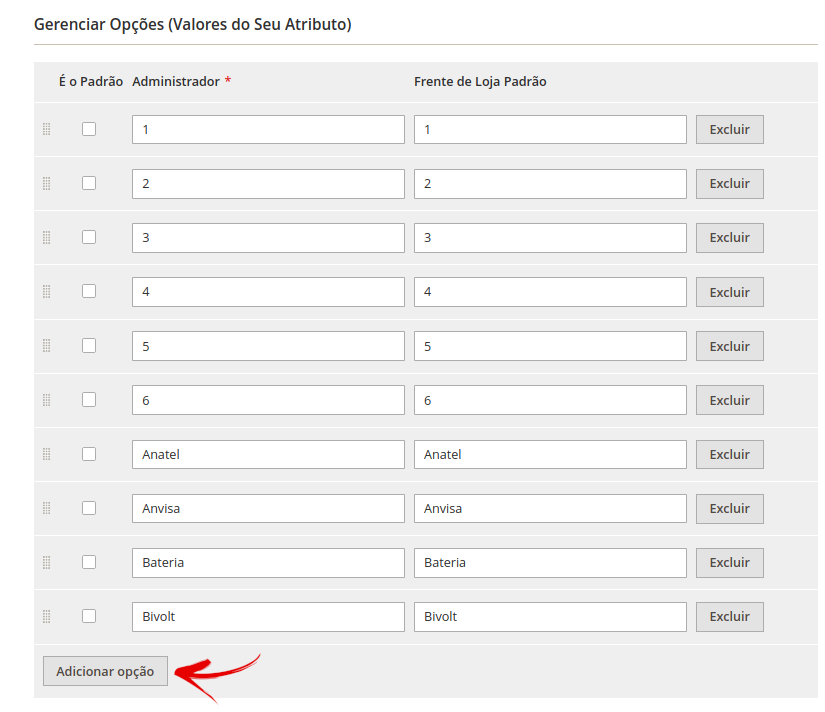 Gerenciar Opções (Valores do Seu Atributo)
É o Padrão Administrador * Frente de Loja Padrão
1 1 Excluir
2 2 Excluir
3 3 Excluir
4 4 Excluir
5 5 Excluir
6 6 Excluir
Anatel Anatel Excluir
Anvisa Anvisa Excluir
Bateria Bateria Excluir
Bivolt Bivolt Excluir
Adicionar opção